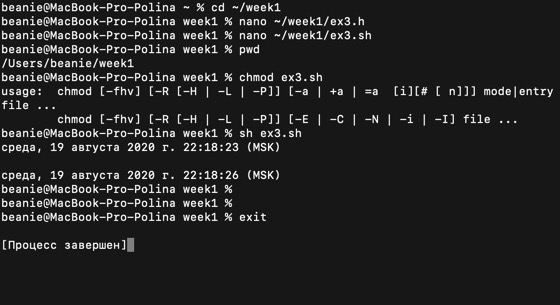 beanie@MacBook-Pro-Polina ~ % cd ~/week1
beanie@MacBook-Pro-Polina week1 % nano ~/week1/ex3.h
beanie@MacBook-Pro-Polina week1 % nano ~/week1/ex3.sh
beanie@MacBook-Pro-Polina week1 % pwd
/Users/beanie/week1
beanie@MacBook-Pro-Polina week1 % chmod ex3.sh
usage:  chmod [-fhv] [-R [-H | -L | -P]] [-a | +a | =a  [i][# [ n]]] mode|entry
file ...
        chmod [-fhv] [-R [-H | -L | -P]] [-E | -C | -N | -i | -I] file ...
beanie@MacBook-Pro-Polina week1 % sh ex3.sh
среда, 19 августа 2020 г. 22:18:23 (MSK)
среда, 19 августа 2020 г. 22:18:26 (MSK)
beanie@MacBook-Pro-Polina week1 %
beanie@MacBook-Pro-Polina week1 %
beanie@MacBook-Pro-Polina week1 % exit
[Процесс завершен]